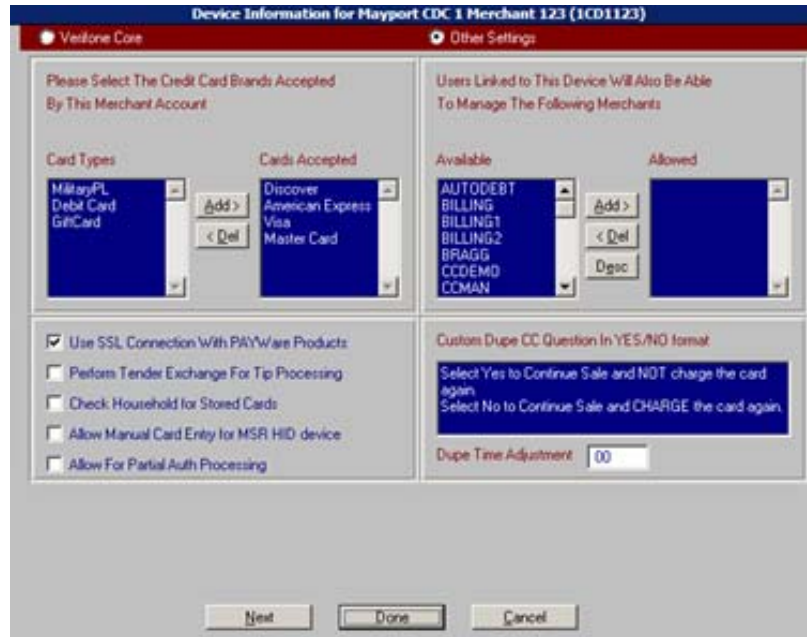 Device Information for Mayport CDC 1 Merchant 123 (1CD1123)
Verifone Core
Other Settings
Please Select The Credit Card Brands Accepted
By This Merchant Account
Card Types
Cards Accepted
MilitaryPL
Debit Card
GiftCard
Add >
< Del
Discover
American Express
Visa
Master Card
Users Linked to This Device Will Also Be Able
To Manage The Following Merchants
Available
Allowed
AUTODEBT
BILLING
BILLING1
BILLING2
BRAGG
CCDEMO
CCMAN
Add >
< Del
Desc
Use SSL Connection With PAYWare Products
Perform Tender Exchange For Tip Processing
Check Household for Stored Cards
Allow Manual Card Entry for MSR HID device
Allow For Partial Auth Processing
Custom Dupe CC Question In YES/NO format
Select Yes to Continue Sale and NOT charge the card
again.
Select No to Continue Sale and CHARGE the card again.
Dupe Time Adjustment 00
Next
Done
Cancel